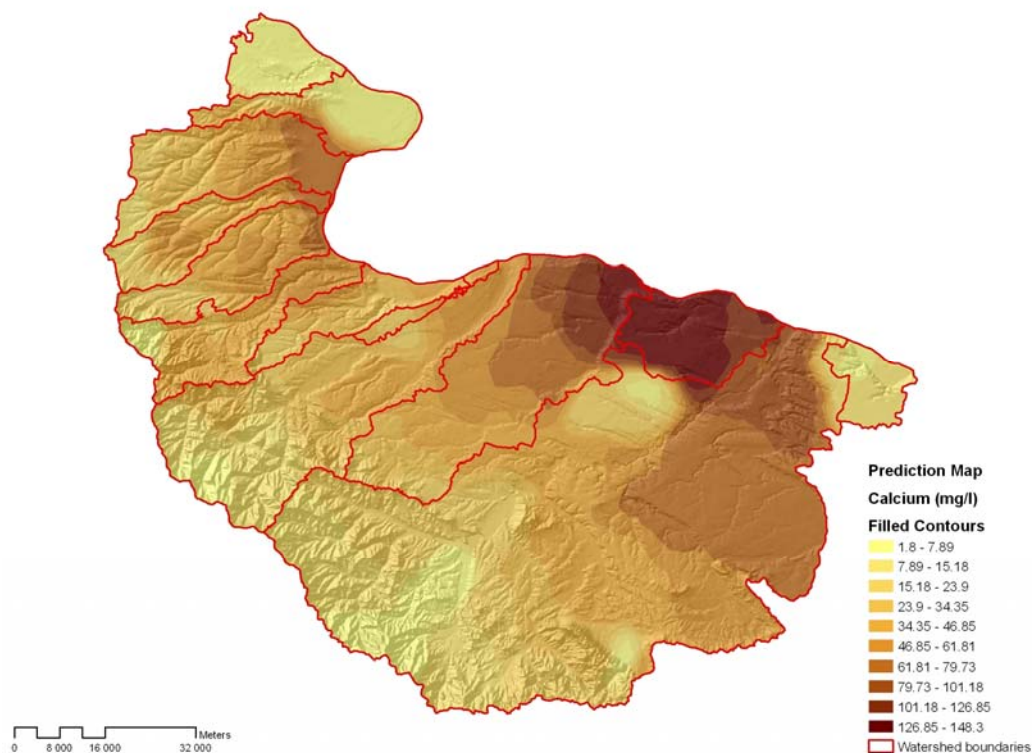 Prediction Map
Calcium (mg/l)
Filled Contours
1.8 - 7.89
7.89 - 15.18
15.18 - 23.9
23.9 - 34.35
34.35 - 46.85
46.85 - 61.81
61.81 - 79.73
79.73 - 101.18
101.18 - 126.85
126.85 - 148.3
Watershed boundaries
Meters
0 8 000 16 000 32 000